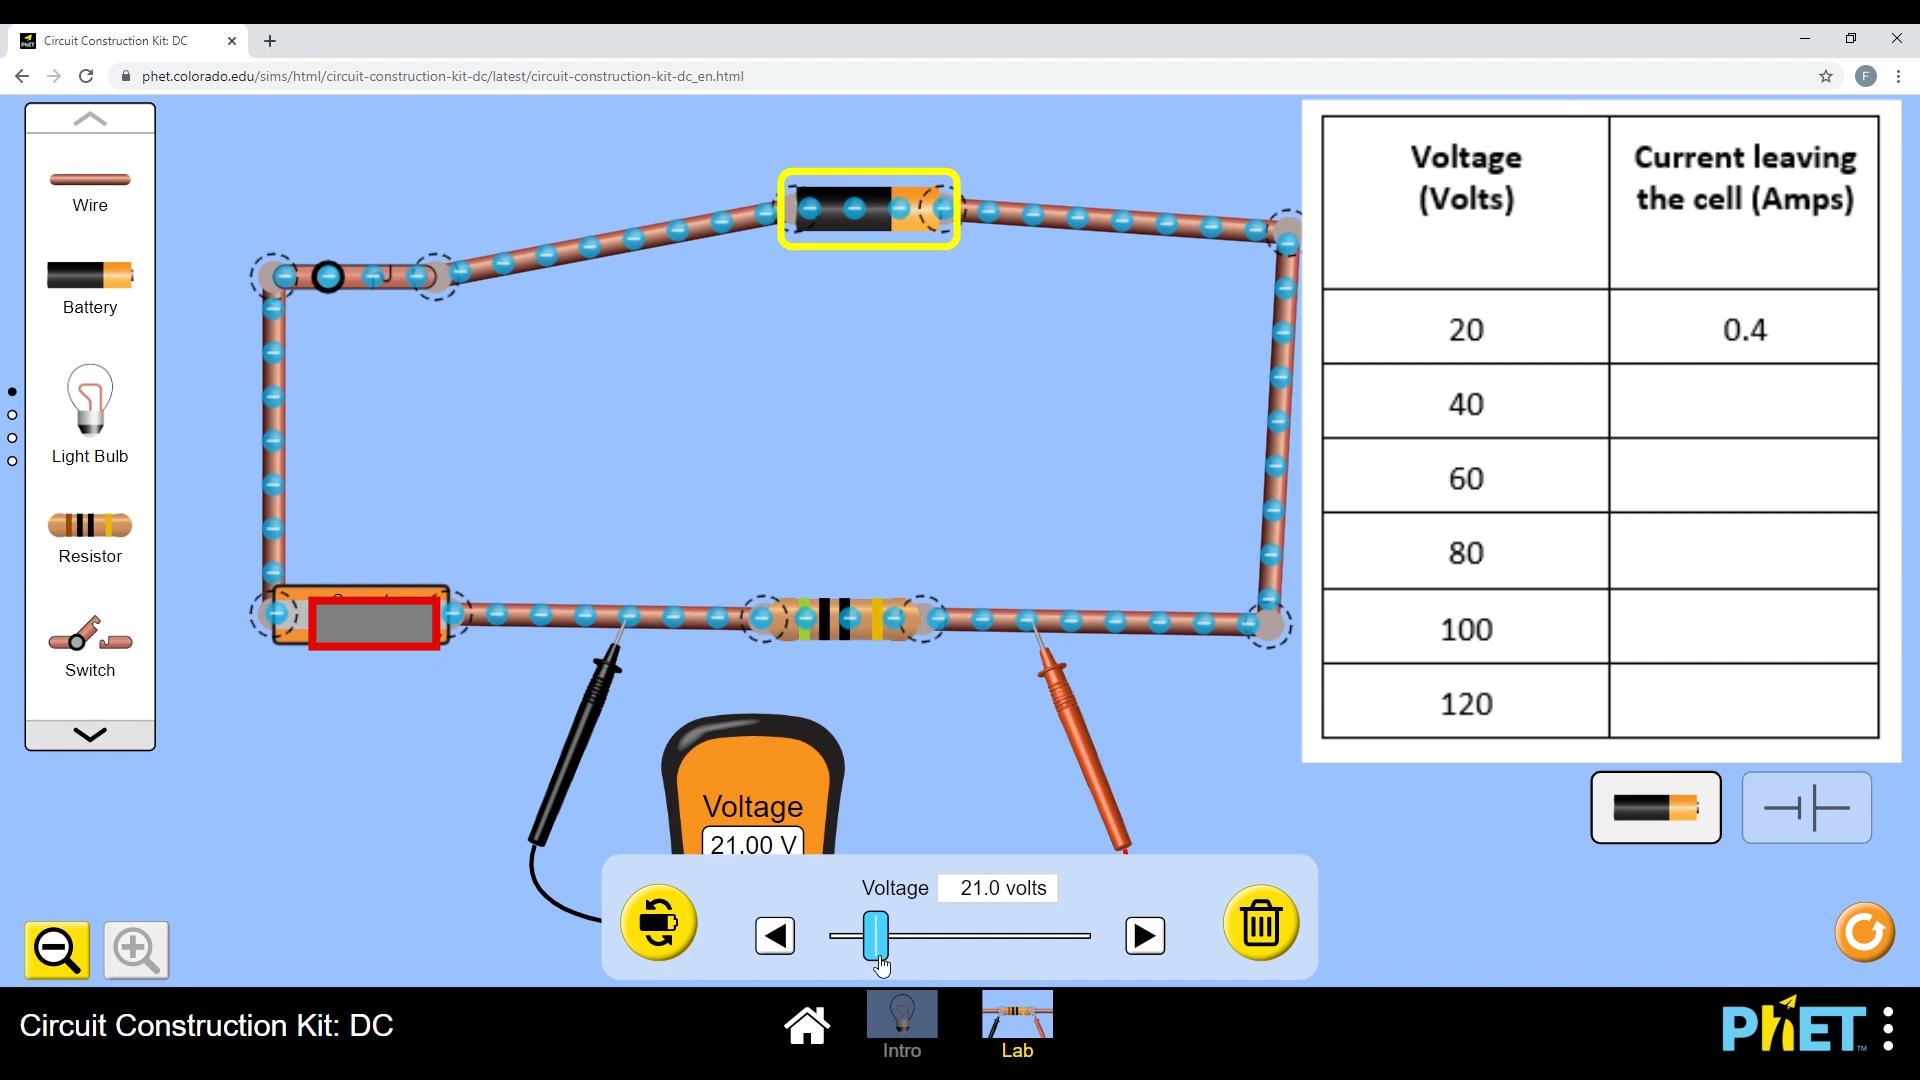 Circuit Construction Kit: DC
phet.colorado.edu/sims/html/circuit-construction-kit-dc/latest/circuit-construction-kit-dc_en.html
F
Wire
Battery
Light Bulb
Resistor
Switch
Voltage
(Volts)
Current leaving
the cell (Amps)
20
0.4
40
60
80
100
120
Voltage
21.00 V
Voltage 21.0 volts
Circuit Construction Kit: DC
Intro
Lab
PhET